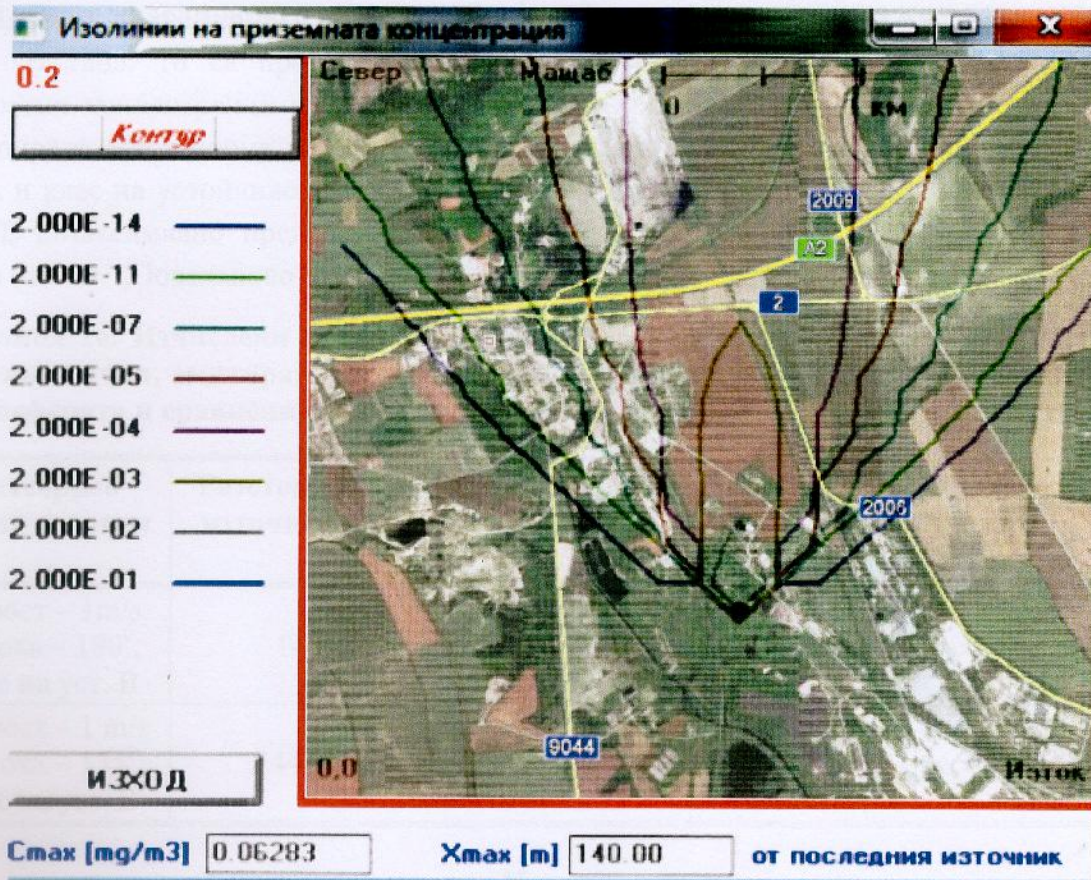 Изолинии на приземната концентрация
0.2
Контур
2.000E-14
2.000E-11
2.000E-07
2.000E-05
2.000E-04
2.000E-03
2.000E-02
2.000E-01
ИЗХОД
Север
Мащаб
0
км
2009
A2
2
2006
9044
0,0
Изток
Cmax [mg/m3] 0.06283 Xmax [m] 140.00 от последния източник